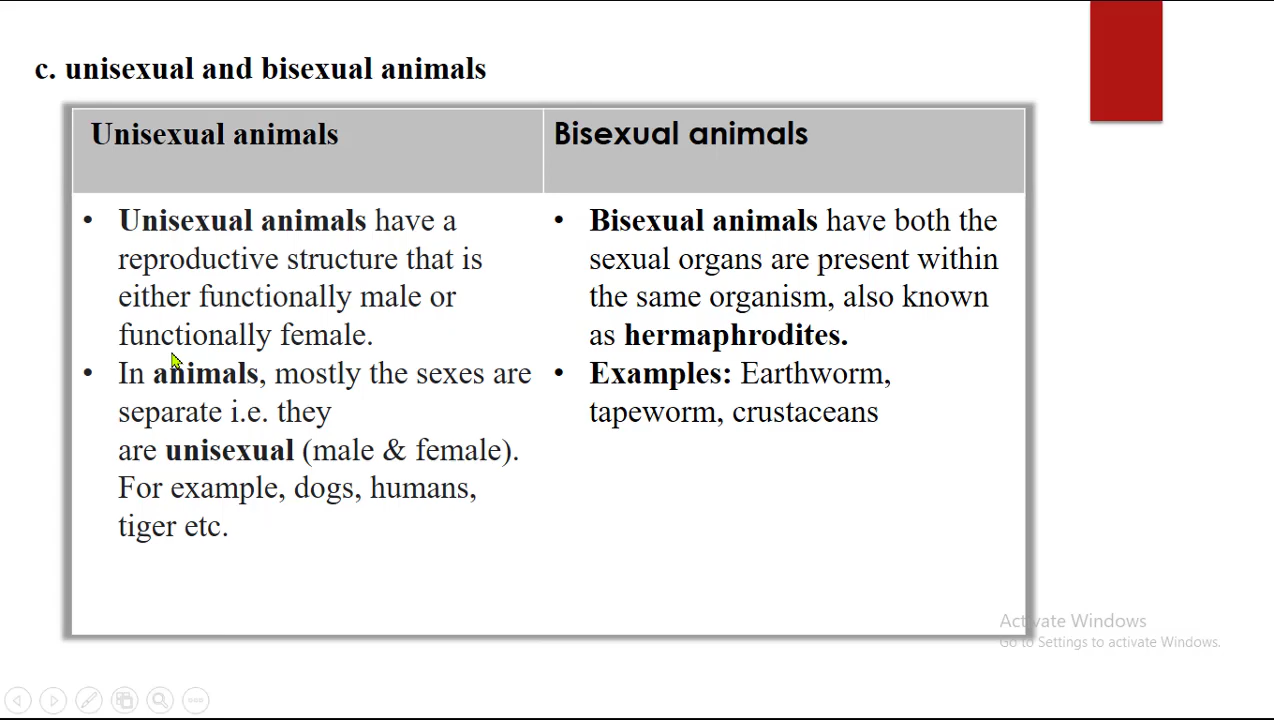 c. unisexual and bisexual animals
Unisexual animals
Bisexual animals
• Unisexual animals have a
reproductive structure that is
either functionally male or
functionally female.
• In animals, mostly the sexes are
separate i.e. they
are unisexual (male & female).
For example, dogs, humans,
tiger etc.
• Bisexual animals have both the
sexual organs are present within
the same organism, also known
as hermaphrodites.
• Examples: Earthworm,
tapeworm, crustaceans
Activate Windows
Go to Settings to activate Windows.